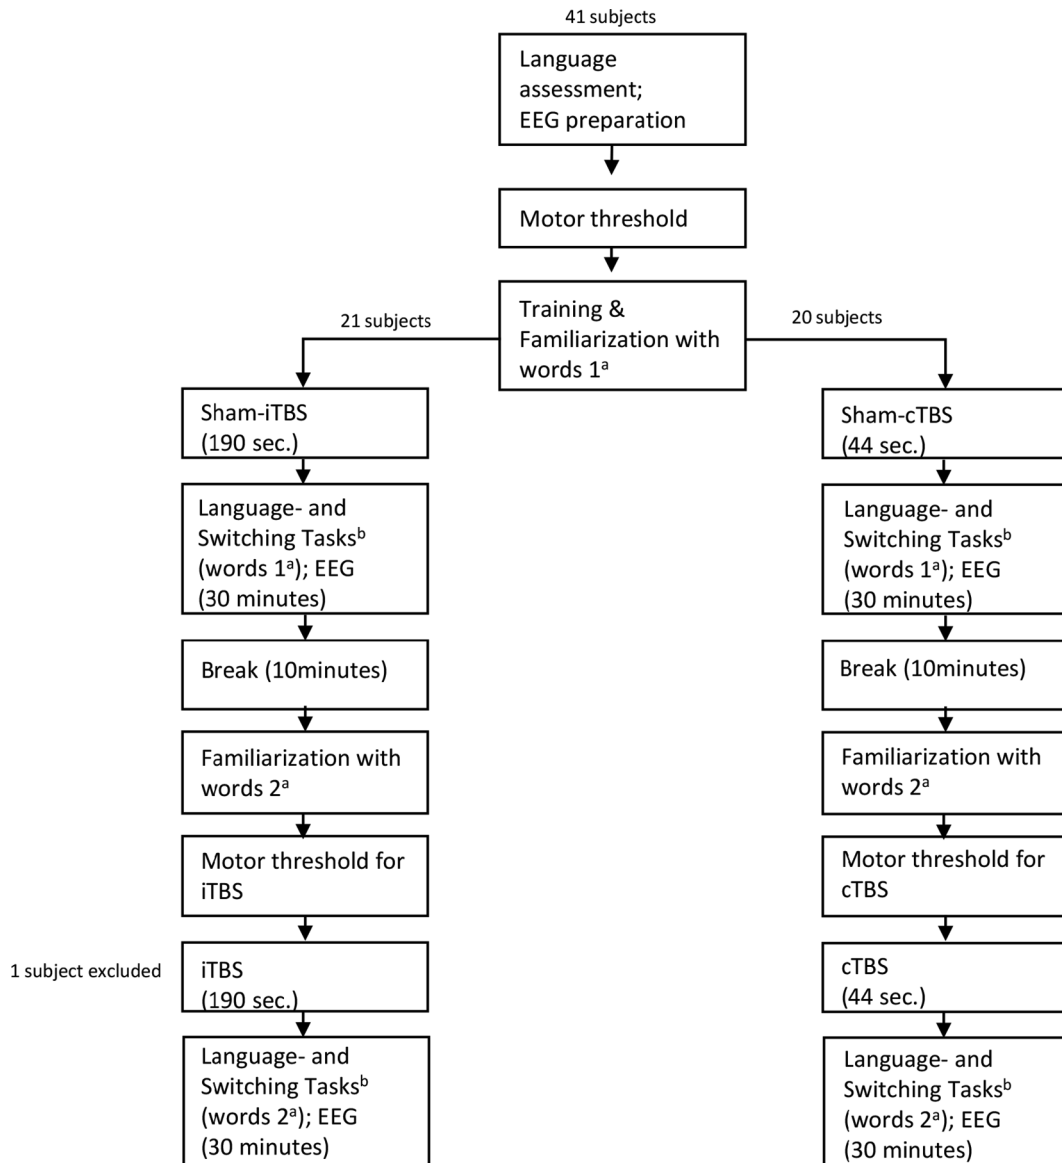 41 subjects
Language
assessment;
EEG preparation
Motor threshold
Training &
Familiarization with
words 1ᵃ
21 subjects
20 subjects
Sham-iTBS
(190 sec.)
Language- and
Switching Tasksᵇ
(words 1ᵃ); EEG
(30 minutes)
Break (10minutes)
Familiarization with
words 2ᵃ
Motor threshold for
iTBS
1 subject excluded
iTBS
(190 sec.)
Language- and
Switching Tasksᵇ
(words 2ᵃ); EEG
(30 minutes)
Sham-cTBS
(44 sec.)
Language- and
Switching Tasksᵇ
(words 1ᵃ); EEG
(30 minutes)
Break (10minutes)
Familiarization with
words 2ᵃ
Motor threshold for
cTBS
cTBS
(44 sec.)
Language- and
Switching Tasksᵇ
(words 2ᵃ); EEG
(30 minutes)